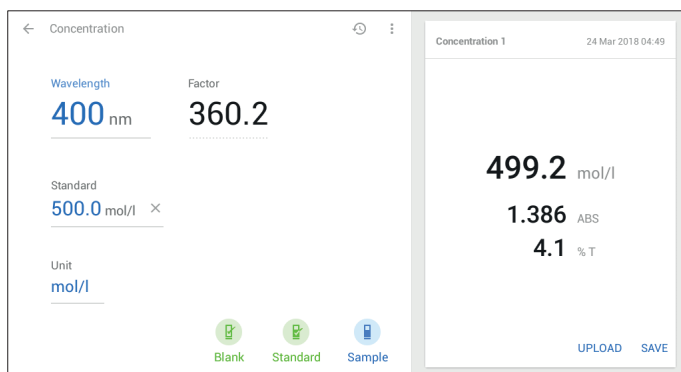 Concentration
Wavelength
400 nm
Factor
360.2
Standard
500.0 mol/l ×
Unit
mol/l
Blank Standard Sample
Concentration 1 24 Mar 2018 04:49
499.2 mol/l
1.386 ABS
4.1 % T
UPLOAD SAVE